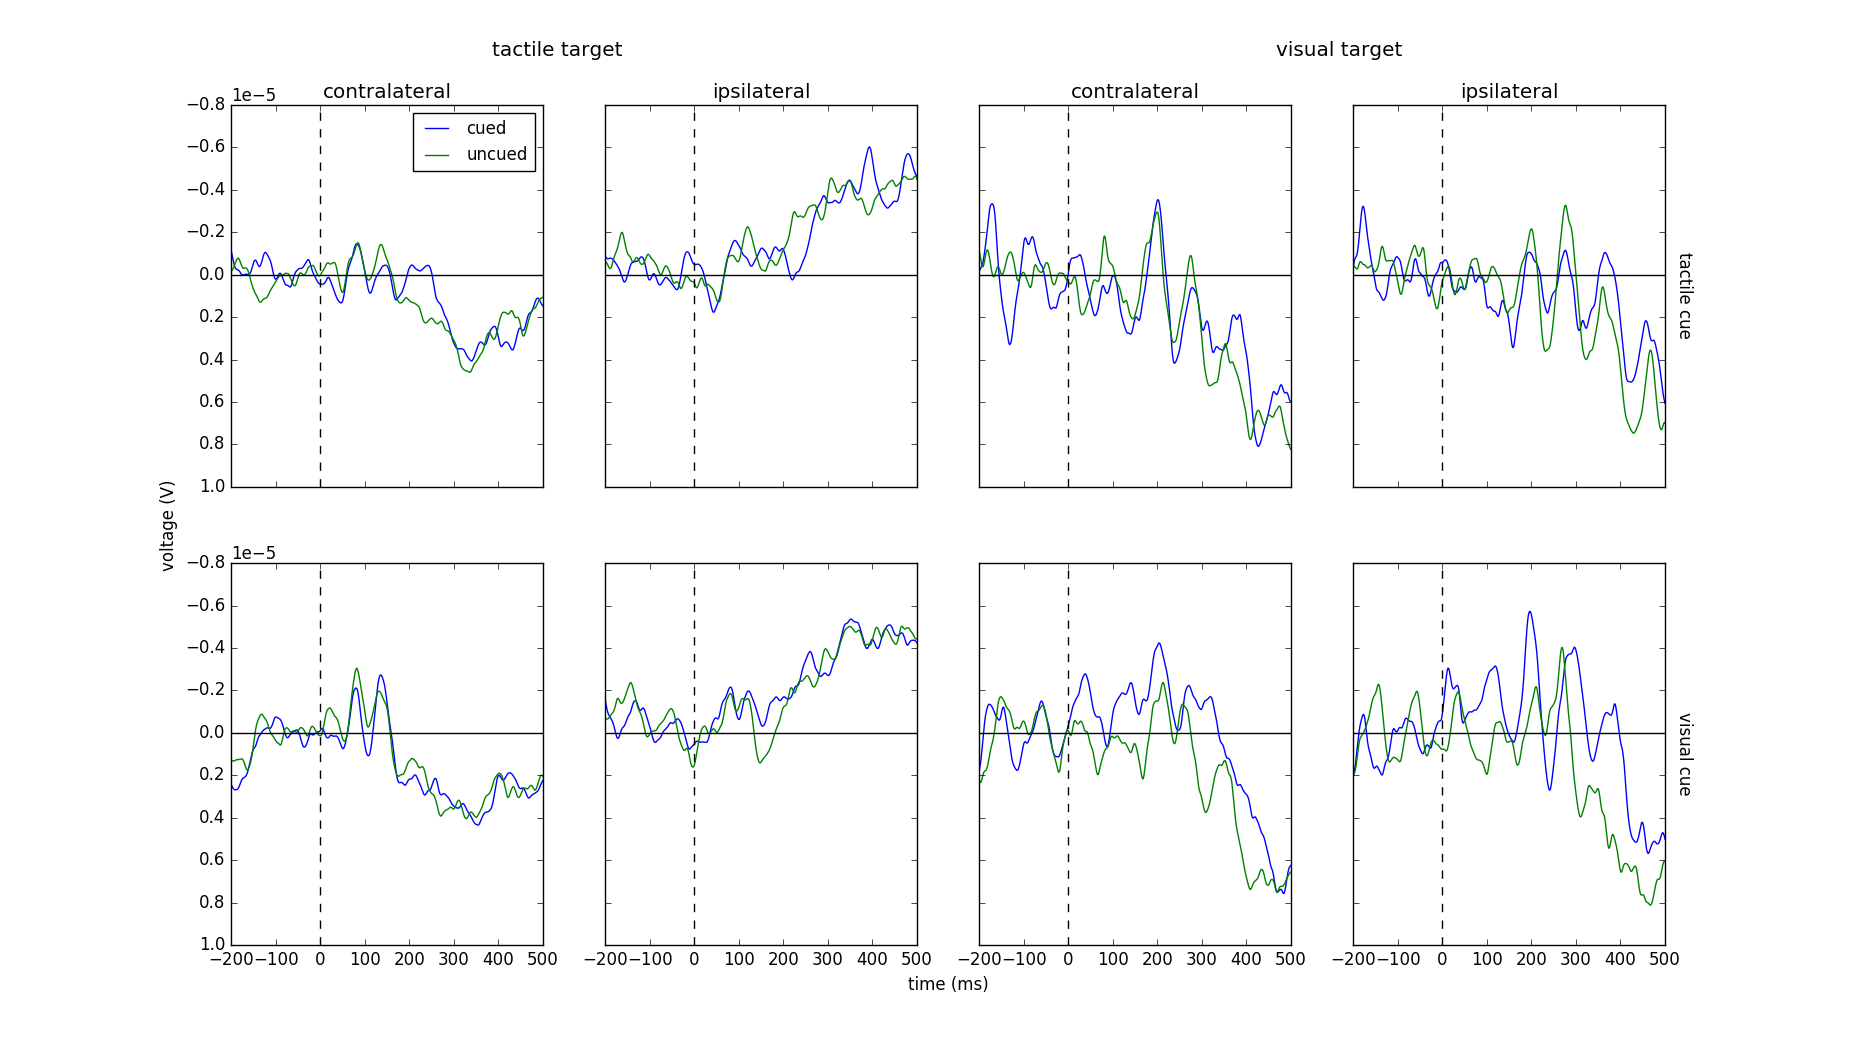 tactile target
visual target
contralateral
ipsilateral
contralateral
ipsilateral
1e−5
−0.8
−0.6
−0.4
−0.2
0.0
0.2
0.4
0.6
0.8
1.0
cued
uncued
tactile cue
voltage (V)
1e−5
−0.8
−0.6
−0.4
−0.2
0.0
0.2
0.4
0.6
0.8
1.0
visual cue
−200 −100 0 100 200 300 400 500
−200 −100 0 100 200 300 400 500
−200 −100 0 100 200 300 400 500
−200 −100 0 100 200 300 400 500
time (ms)